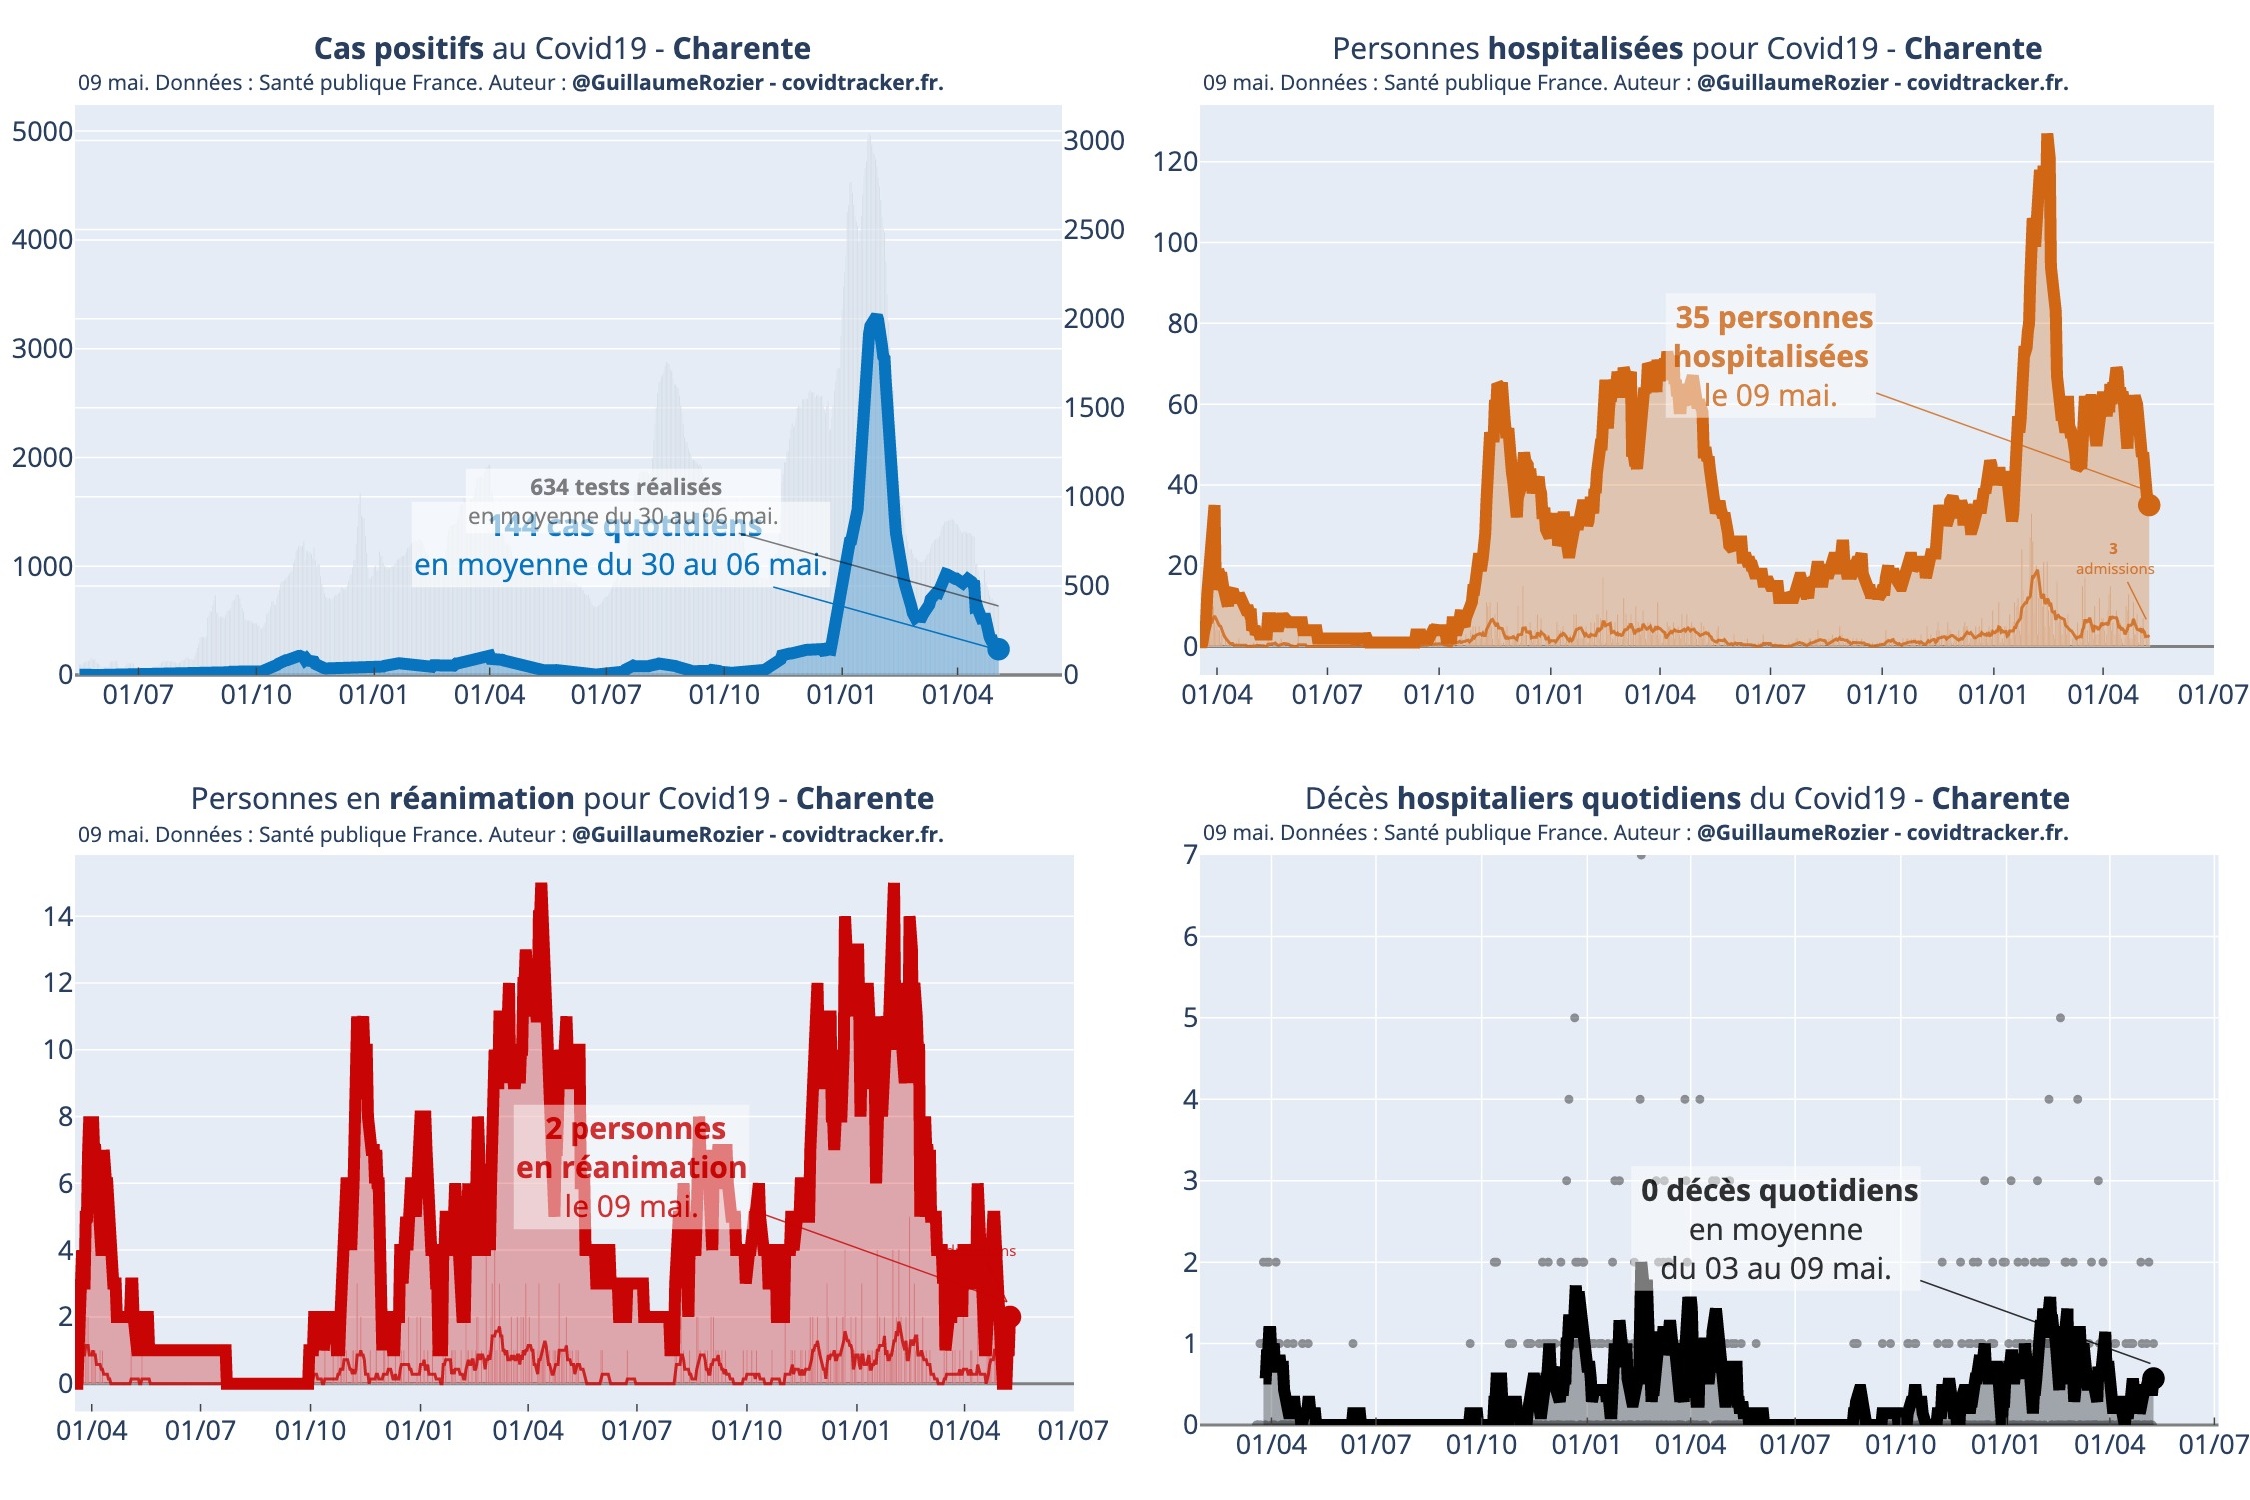 Cas positifs au Covid19 - Charente
09 mai. Données : Santé publique France. Auteur : @GuillaumeRozier - covidtracker.fr.
5000
4000
3000
2000
1000
0
3000
2500
2000
1500
1000
500
0
634 tests réalisés
en moyenne du 30 au 06 mai.
144 cas quotidiens
en moyenne du 30 au 06 mai.
01/07 01/10 01/01 01/04 01/07 01/10 01/01 01/04
Personnes hospitalisées pour Covid19 - Charente
09 mai. Données : Santé publique France. Auteur : @GuillaumeRozier - covidtracker.fr.
120
100
80
60
40
20
0
35 personnes
hospitalisées
le 09 mai.
3
admissions
01/04 01/07 01/10 01/01 01/04 01/07 01/10 01/01 01/04 01/07
Personnes en réanimation pour Covid19 - Charente
09 mai. Données : Santé publique France. Auteur : @GuillaumeRozier - covidtracker.fr.
14
12
10
8
6
4
2
0
2 personnes
en réanimation
le 09 mai.
01/04 01/07 01/10 01/01 01/04 01/07 01/10 01/01 01/04 01/07
Décès hospitaliers quotidiens du Covid19 - Charente
09 mai. Données : Santé publique France. Auteur : @GuillaumeRozier - covidtracker.fr.
7
6
5
4
3
2
1
0
0 décès quotidiens
en moyenne
du 03 au 09 mai.
01/04 01/07 01/10 01/01 01/04 01/07 01/10 01/01 01/04 01/07